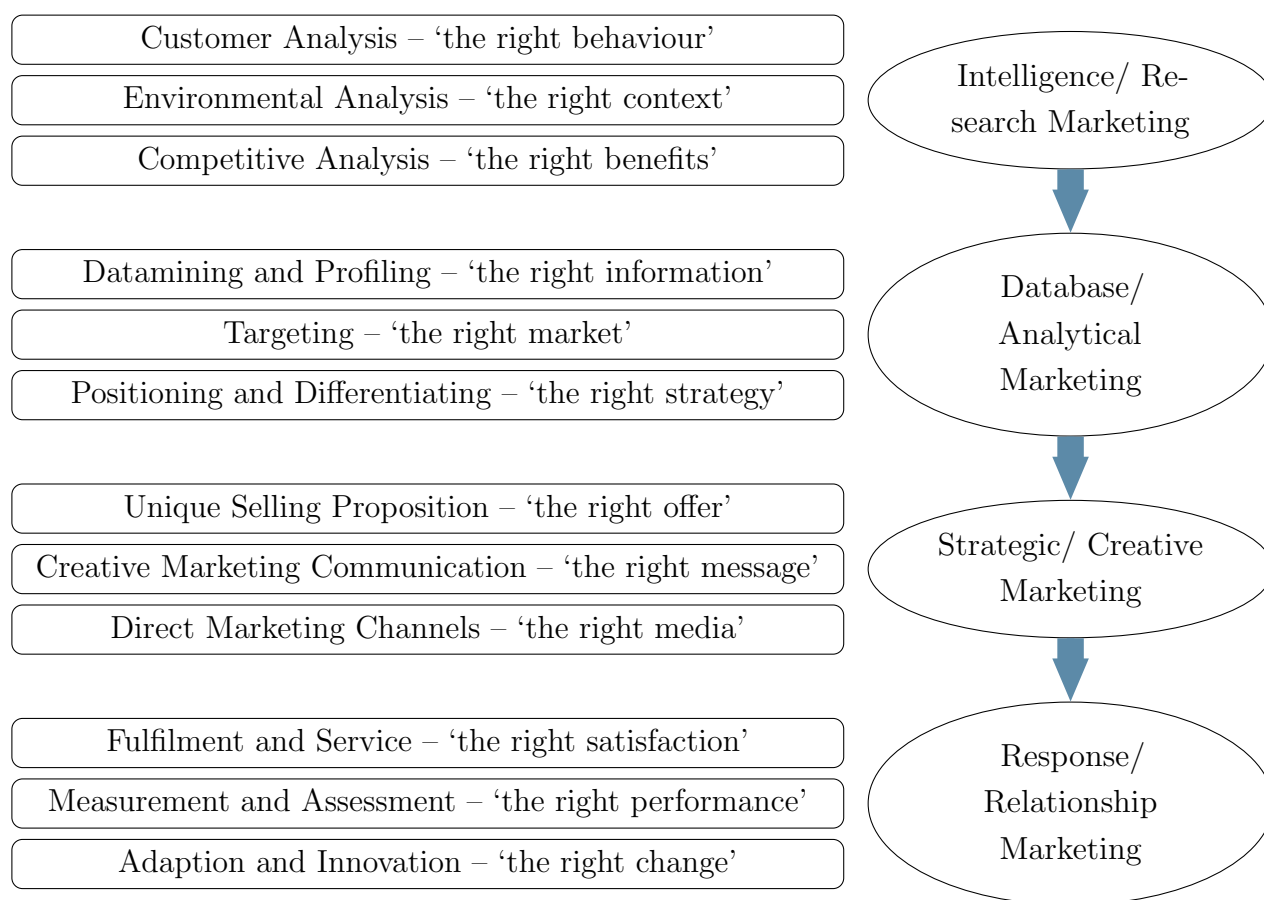 Customer Analysis – ‘the right behaviour’
Environmental Analysis – ‘the right context’
Competitive Analysis – ‘the right benefits’
Intelligence/ Re-
search Marketing
Datamining and Profiling – ‘the right information’
Targeting – ‘the right market’
Positioning and Differentiating – ‘the right strategy’
Database/
Analytical
Marketing
Unique Selling Proposition – ‘the right offer’
Creative Marketing Communication – ‘the right message’
Direct Marketing Channels – ‘the right media’
Strategic/ Creative
Marketing
Fulfilment and Service – ‘the right satisfaction’
Measurement and Assessment – ‘the right performance’
Adaption and Innovation – ‘the right change’
Response/
Relationship
Marketing